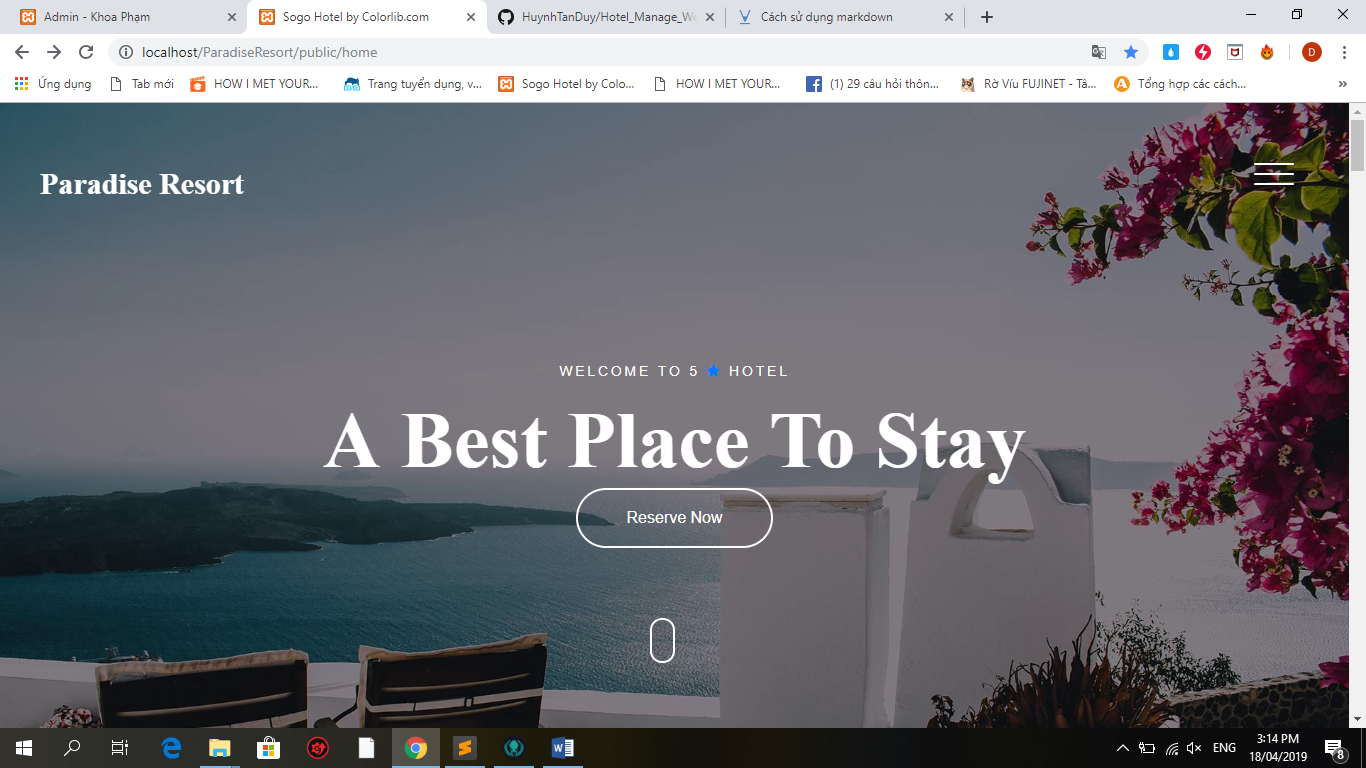 Admin - Khoa Phạm
Sogo Hotel by Colorlib.com
HuynhTanDuy/Hotel_Manage_We
Cách sử dụng markdown
localhost/ParadiseResort/public/home
D
Ứng dụng
Tab mới
HOW I MET YOUR...
Trang tuyển dụng, v...
Sogo Hotel by Colo...
HOW I MET YOUR...
(1) 29 câu hỏi thôn...
Rờ Víu FUJINET - Tâ...
Tổng hợp các cách...
»
Paradise Resort
WELCOME TO 5 ★ HOTEL
A Best Place To Stay
Reserve Now
ENG
3:14 PM
18/04/2019
8